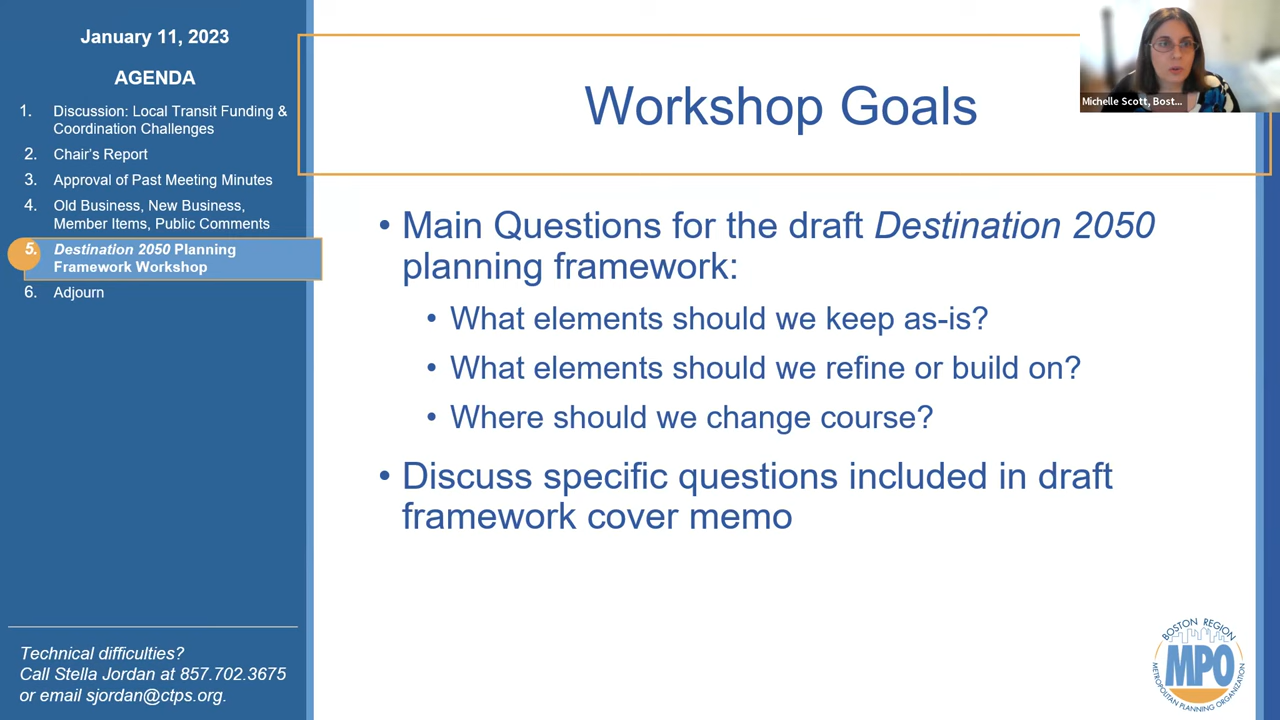 January 11, 2023
AGENDA
1. Discussion: Local Transit Funding &
Coordination Challenges
2. Chair's Report
3. Approval of Past Meeting Minutes
4. Old Business, New Business,
Member Items, Public Comments
5. Destination 2050 Planning
Framework Workshop
6. Adjorn
Technical difficulties?
Call Stella Jordan at 857.702.3675
or email sjordan@ctps.org.
Workshop Goals
• Main Questions for the draft Destination 2050
planning framework:
• What elements should we keep as-is?
• What elements should we refine or build on?
• Where should we change course?
• Discuss specific questions included in draft
framework cover memo
Michelle Scott, Bost...
BOSTON REGION
MPO
METROPOLITAN PLANNING ORGANIZATION